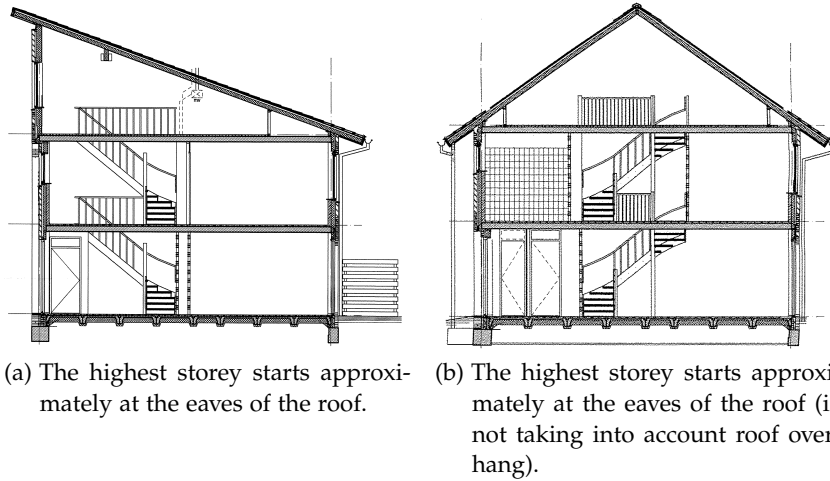 (a) The highest storey starts approxi-
mately at the eaves of the roof.
(b) The highest storey starts approxi-
mately at the eaves of the roof (i
not taking into account roof over
hang).